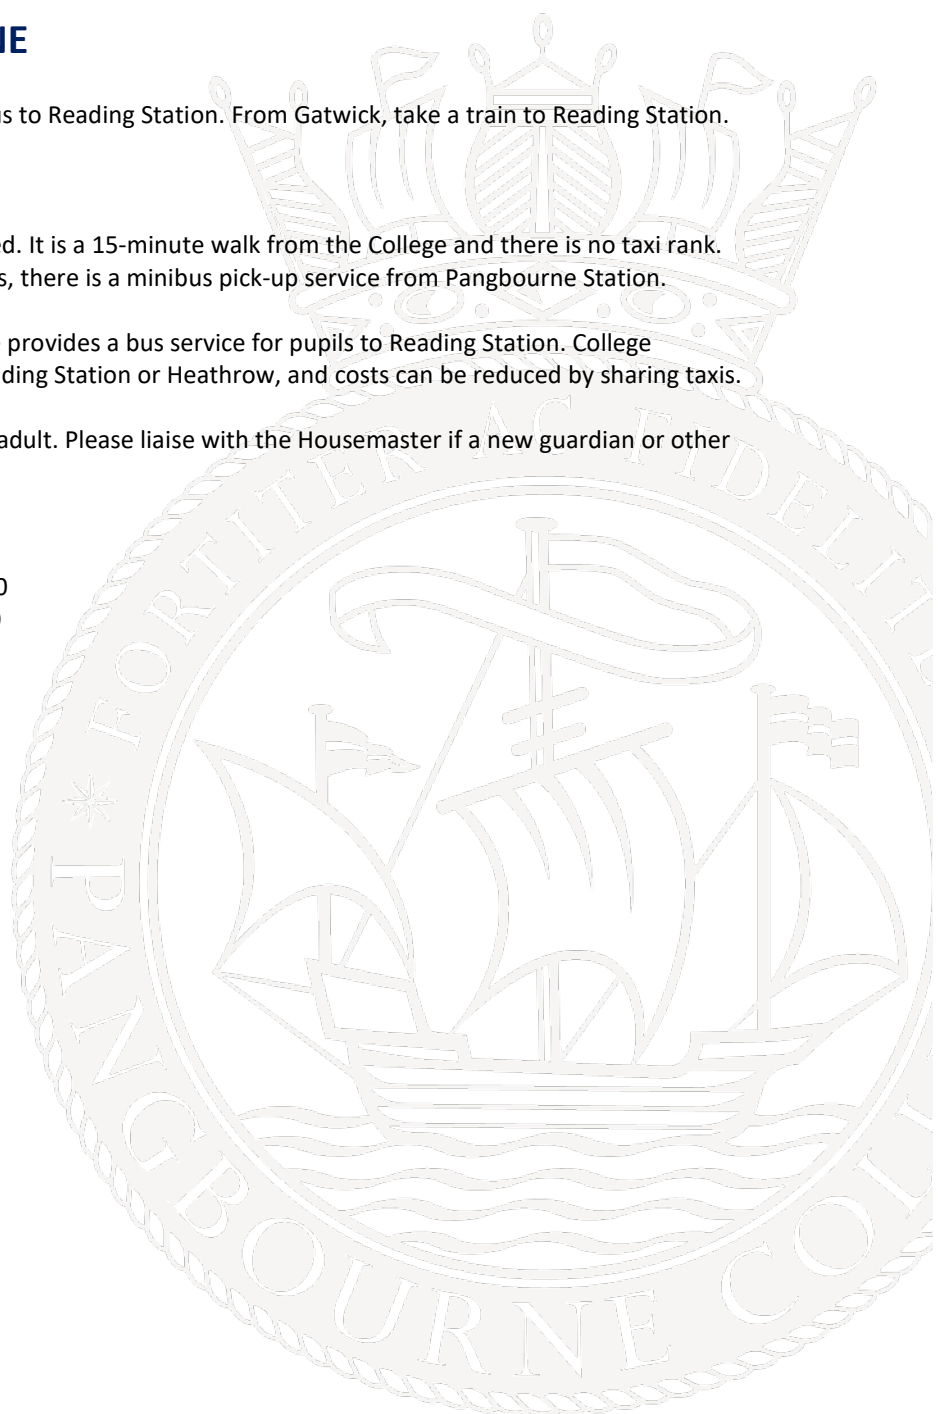 NE
us to Reading Station. From Gatwick, take a train to Reading Station.
ed. It is a 15-minute walk from the College and there is no taxi rank.
s, there is a minibus pick-up service from Pangbourne Station.
provides a bus service for pupils to Reading Station. College
ding Station or Heathrow, and costs can be reduced by sharing taxis.
adult. Please liaise with the Housemaster if a new guardian or other
0
FORTITER AC FIDELITE
PANGBOURNE COLL